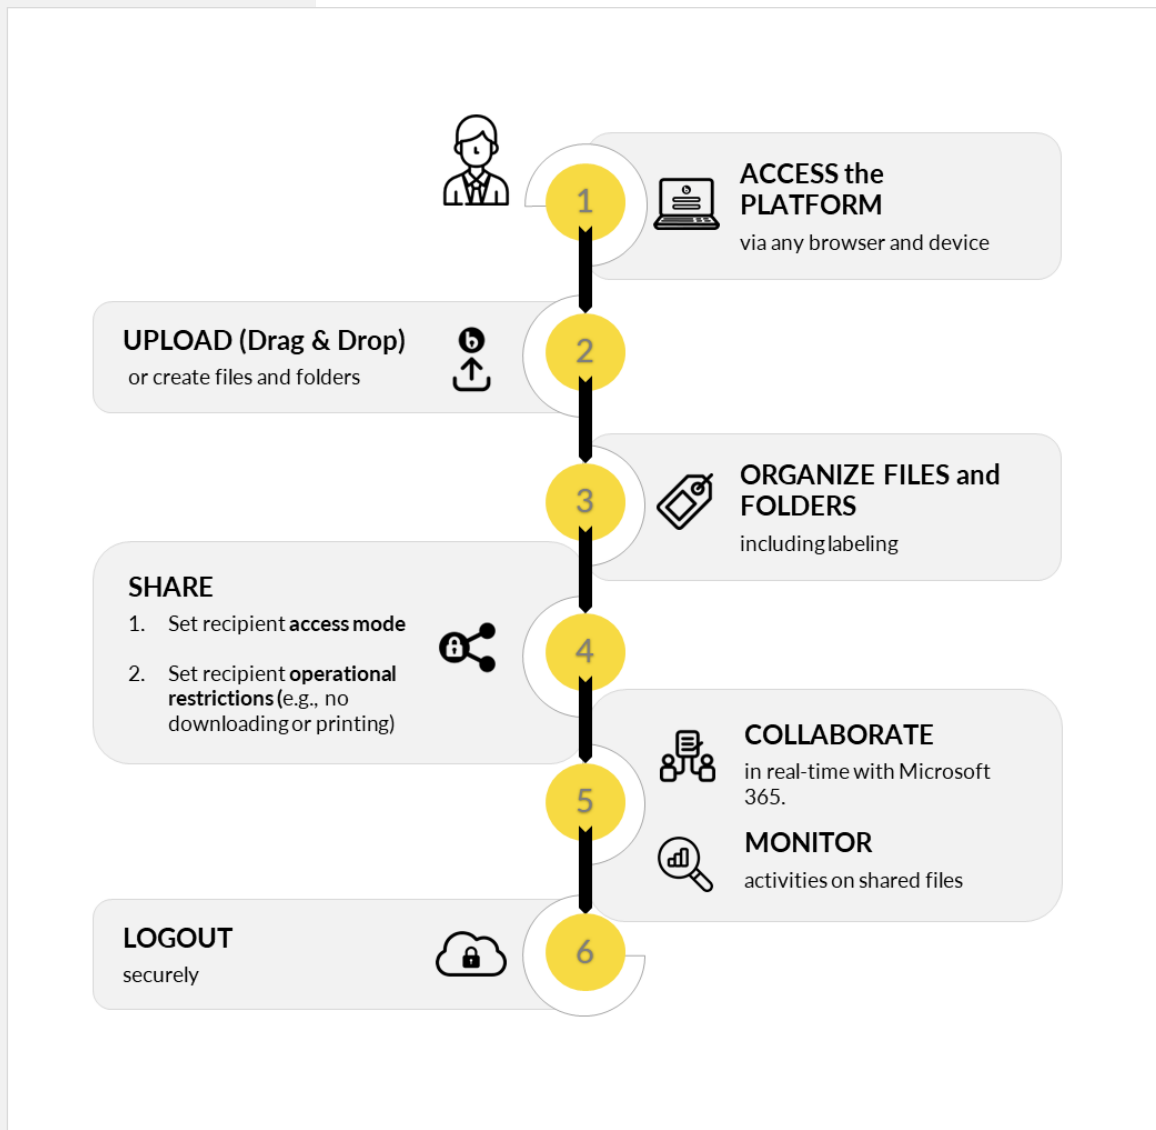 1
ACCESS the
PLATFORM
via any browser and device
2
UPLOAD (Drag & Drop)
or create files and folders
3
ORGANIZE FILES and
FOLDERS
including labeling
4
SHARE
1. Set recipient access mode
2. Set recipient operational
restrictions (e.g., no
downloading or printing)
5
COLLABORATE
in real-time with Microsoft
365.
MONITOR
activities on shared files
6
LOGOUT
securely